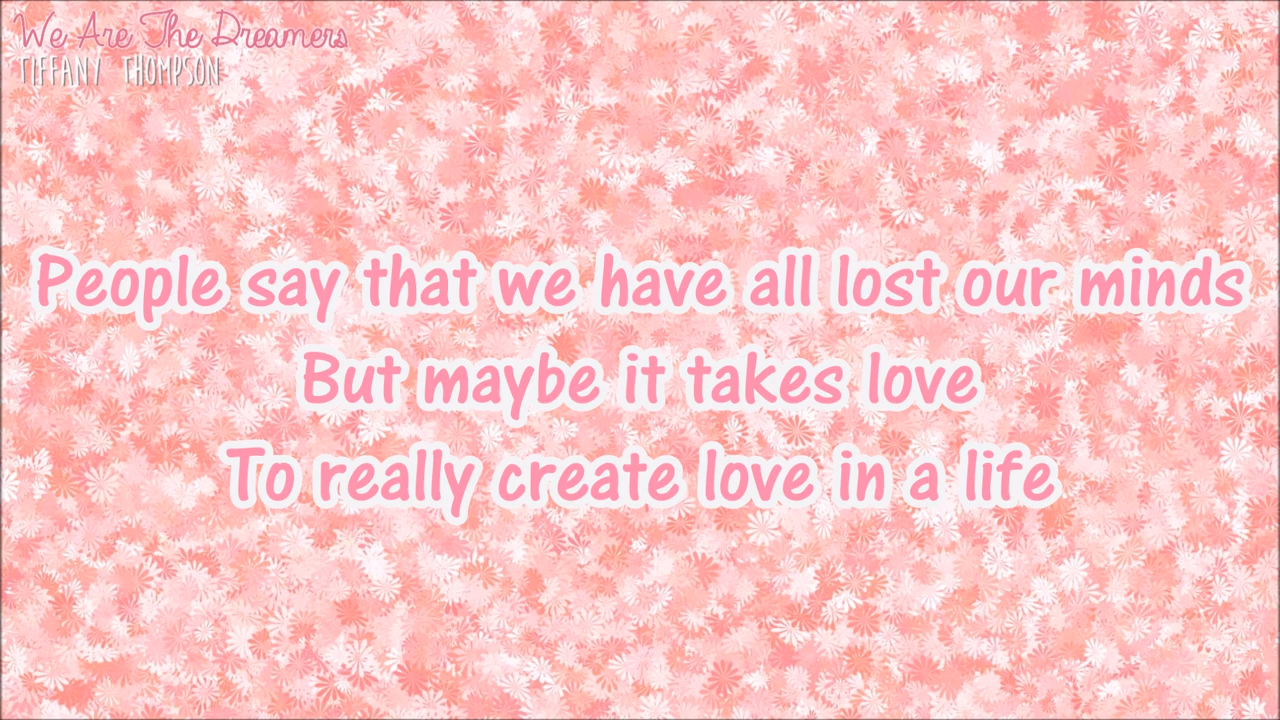 We Are The Dreamers
TIFFANY THOMPSON
People say that we have all lost our minds
But maybe it takes love
To really create love in a life